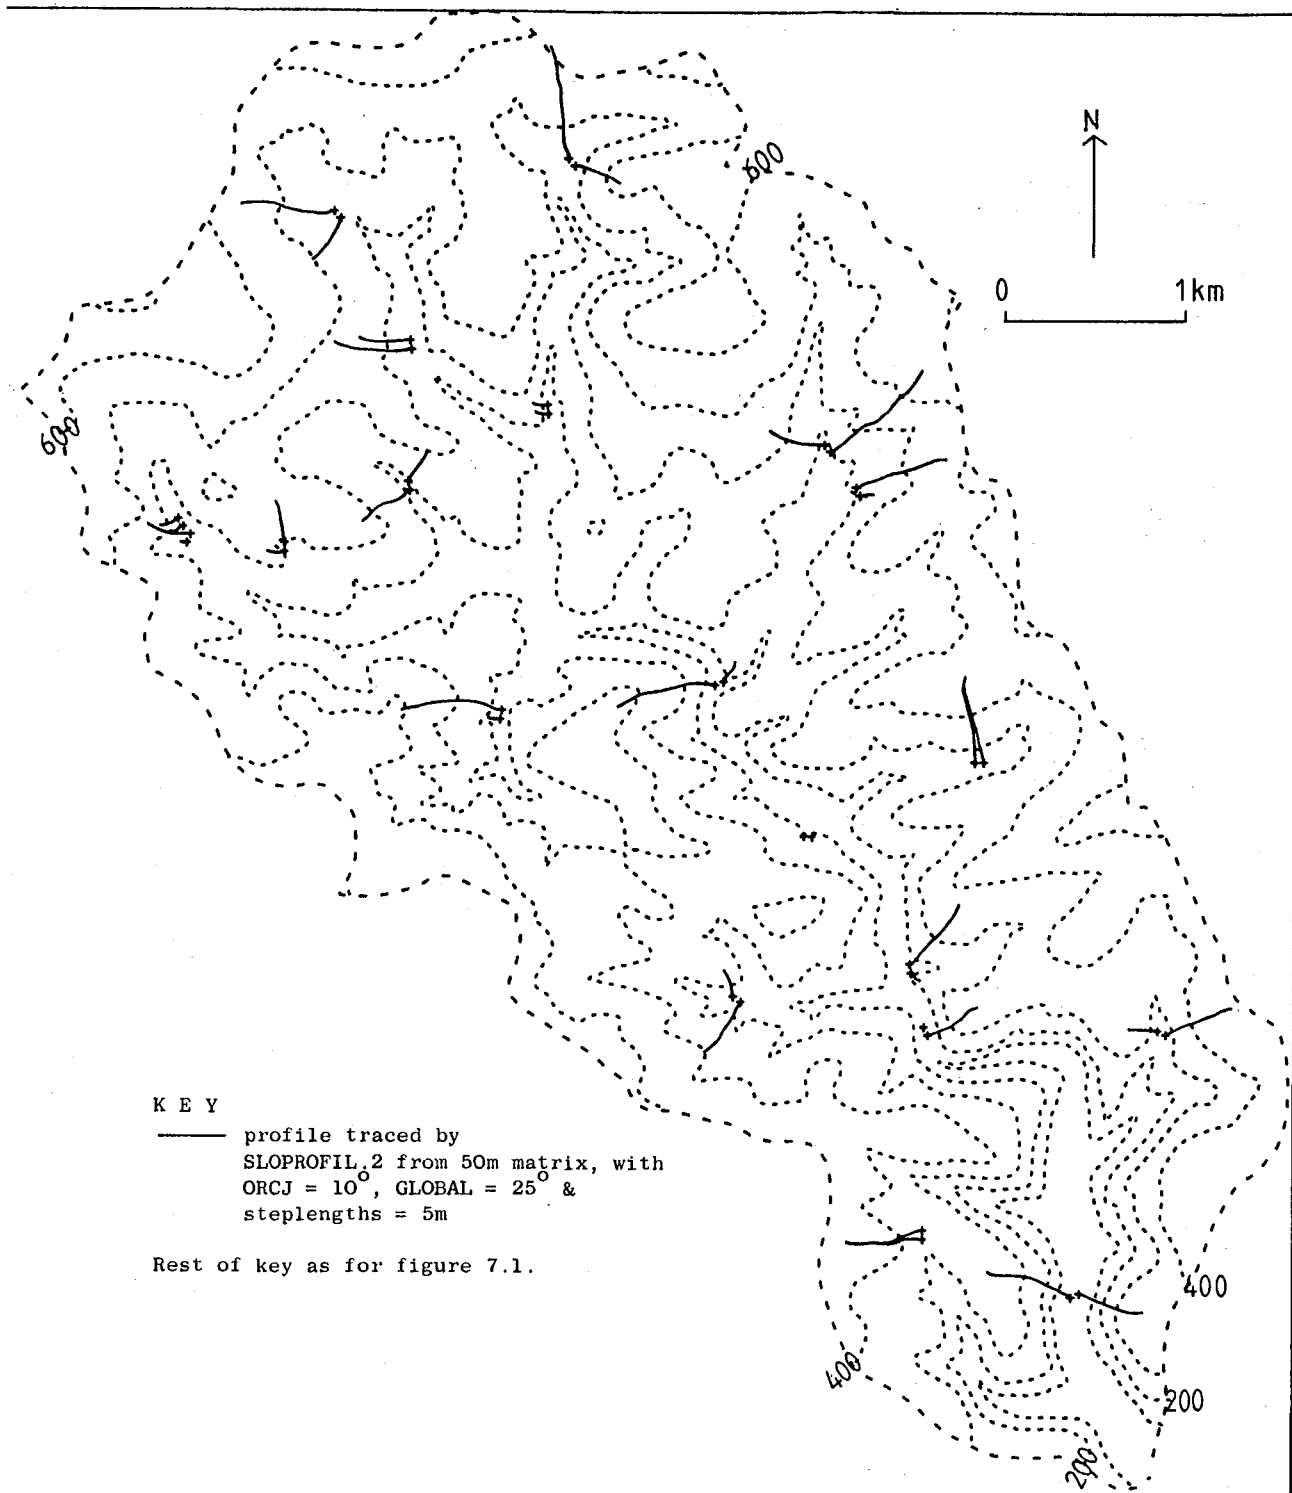 N
600
0 1km
600
K E Y
profile traced by
SLOPROFIL.2 from 50m matrix, with
ORCJ = 10°, GLOBAL = 25° &
steplengths = 5m
Rest of key as for figure 7.1.
400
400
200
200